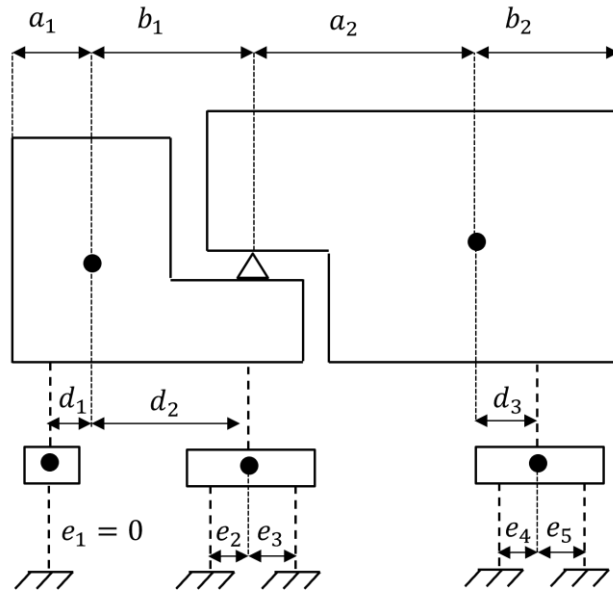 a₁ b₁ a₂ b₂
d₁ d₂ d₃
e₁ = 0 e₂ e₃ e₄ e₅